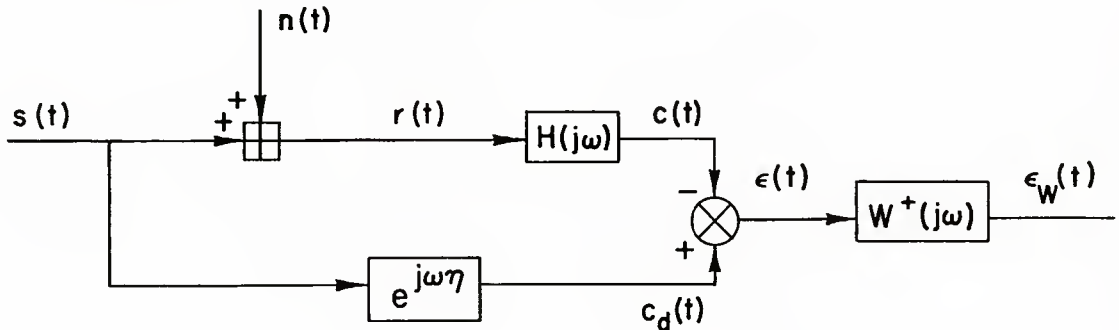 n(t)
s(t)
+
+
r(t)
H(jω)
c(t)
−
+
ϵ(t)
W⁺(jω)
ϵ_W(t)
e^{jωη}
c_d(t)